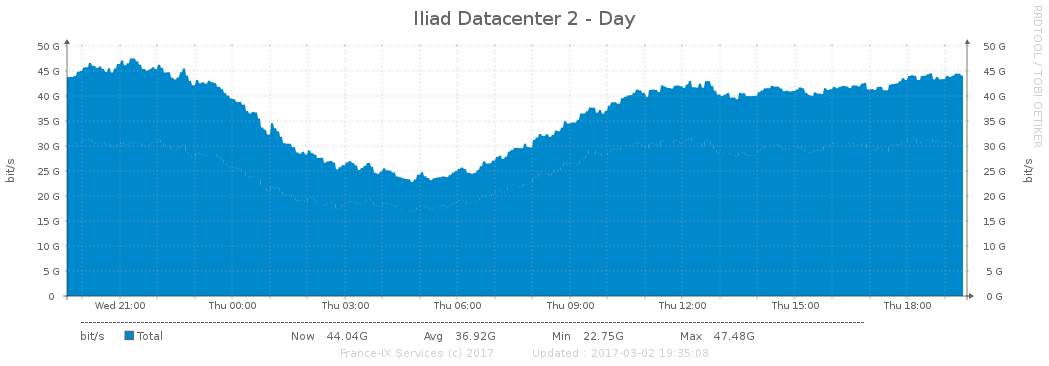 Iliad Datacenter 2 - Day
RRDTOOL / TOBI OETIKER
50 G 50 G
45 G 45 G
40 G 40 G
35 G 35 G
30 G 30 G
25 G 25 G
20 G 20 G
15 G 15 G
10 G 10 G
5 G 5 G
0 0 G
bit/s bit/s
Wed 21:00 Thu 00:00 Thu 03:00 Thu 06:00 Thu 09:00 Thu 12:00 Thu 15:00 Thu 18:00
bit/s Total Now 44.04G Avg 36.92G Min 22.75G Max 47.48G
France-IX Services (c) 2017 Updated : 2017-03-02 19:35:08